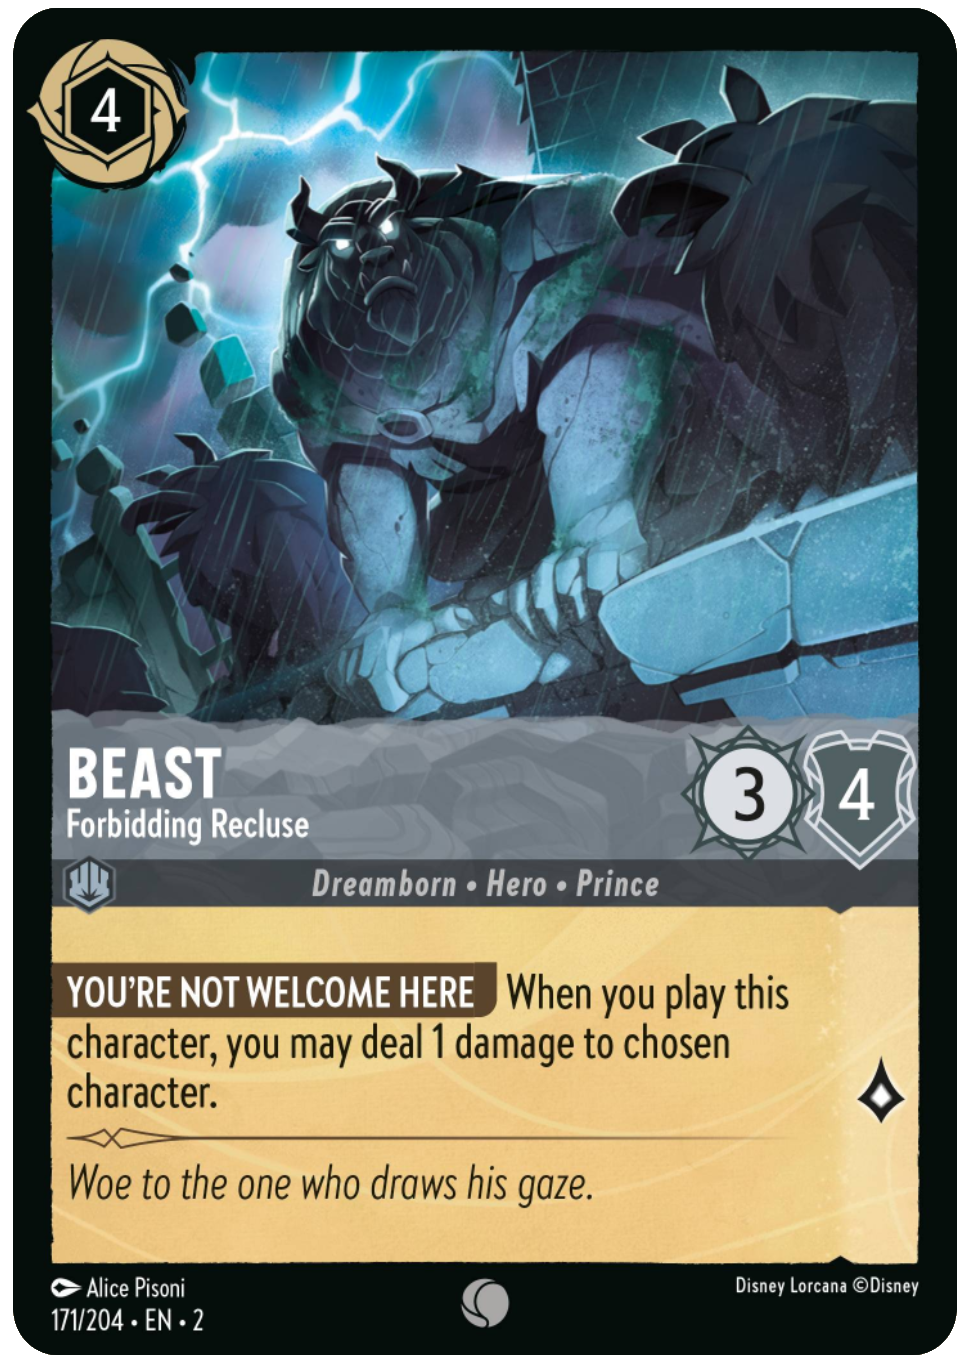 4
BEAST
Forbidding Recluse
3
4
Dreamborn • Hero • Prince
YOU'RE NOT WELCOME HERE When you play this
character, you may deal 1 damage to chosen
character.
Woe to the one who draws his gaze.
Alice Pisoni
Disney Lorcana ©Disney
171/204 • EN • 2